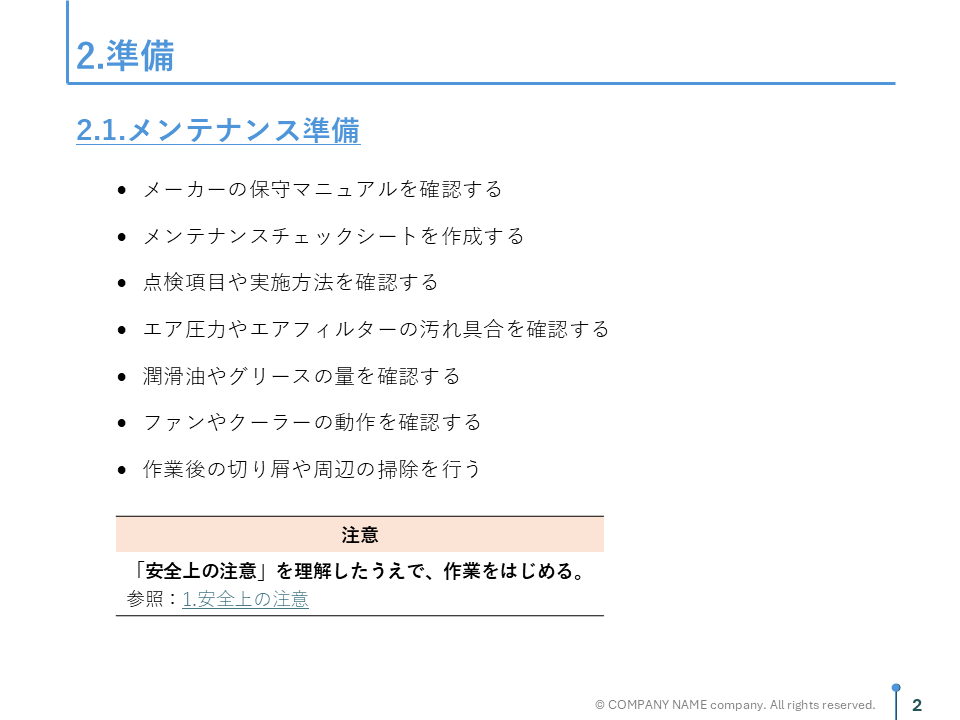 2.準備
2.1.メンテナンス準備
● メーカーの保守マニュアルを確認する
● メンテナンスチェックシートを作成する
● 点検項目や実施方法を確認する
● エア圧力やエアフィルターの汚れ具合を確認する
● 潤滑油やグリースの量を確認する
● ファンやクーラーの動作を確認する
● 作業後の切り屑や周辺の掃除を行う
注意
「安全上の注意」を理解したうえで、作業をはじめる。
参照：1.安全上の注意
© COMPANY NAME company. All rights reserved.
2